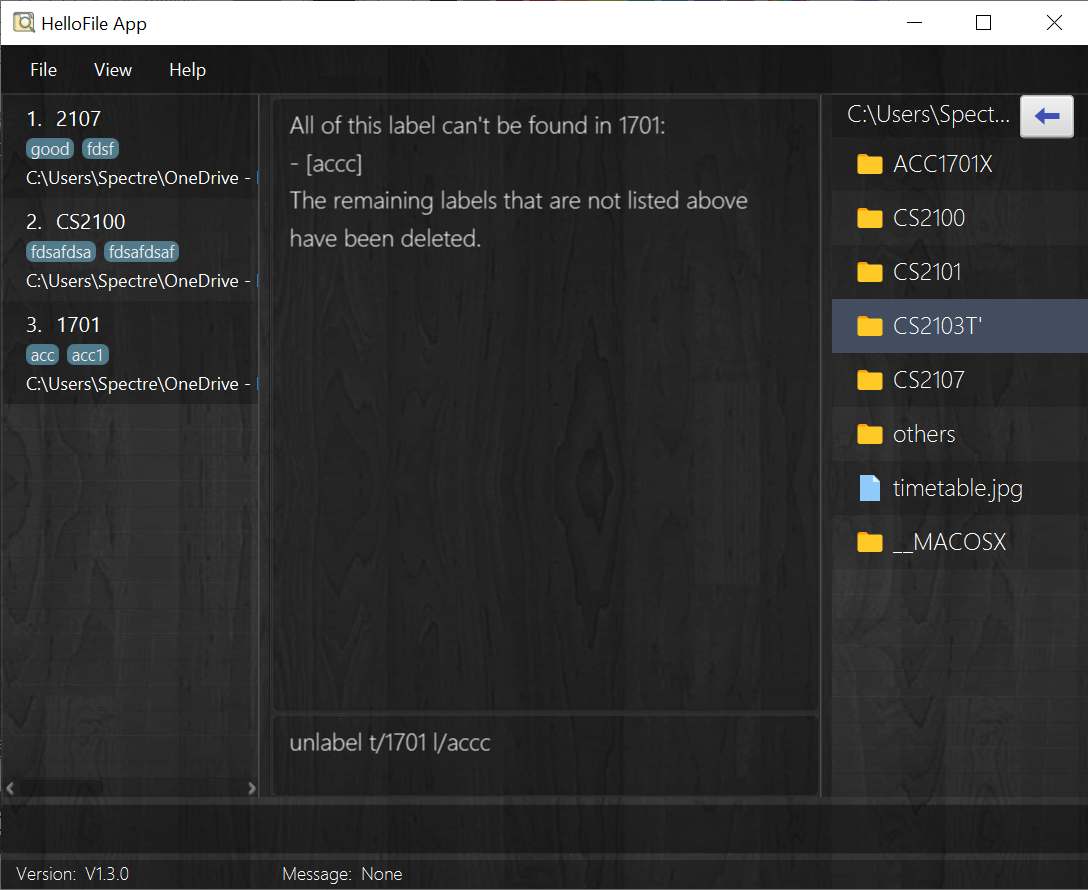 HelloFile App
File View Help
1. 2107
good fdsf
C:\Users\Spectre\OneDrive -
2. CS2100
fdsafdsa fdsafdsaf
C:\Users\Spectre\OneDrive -
3. 1701
acc acc1
C:\Users\Spectre\OneDrive -
All of this label can't be found in 1701:
- [accc]
The remaining labels that are not listed above
have been deleted.
unlabel t/1701 l/accc
C:\Users\Spect...
ACC1701X
CS2100
CS2101
CS2103T'
CS2107
others
timetable.jpg
__MACOSX
Version: V1.3.0
Message: None